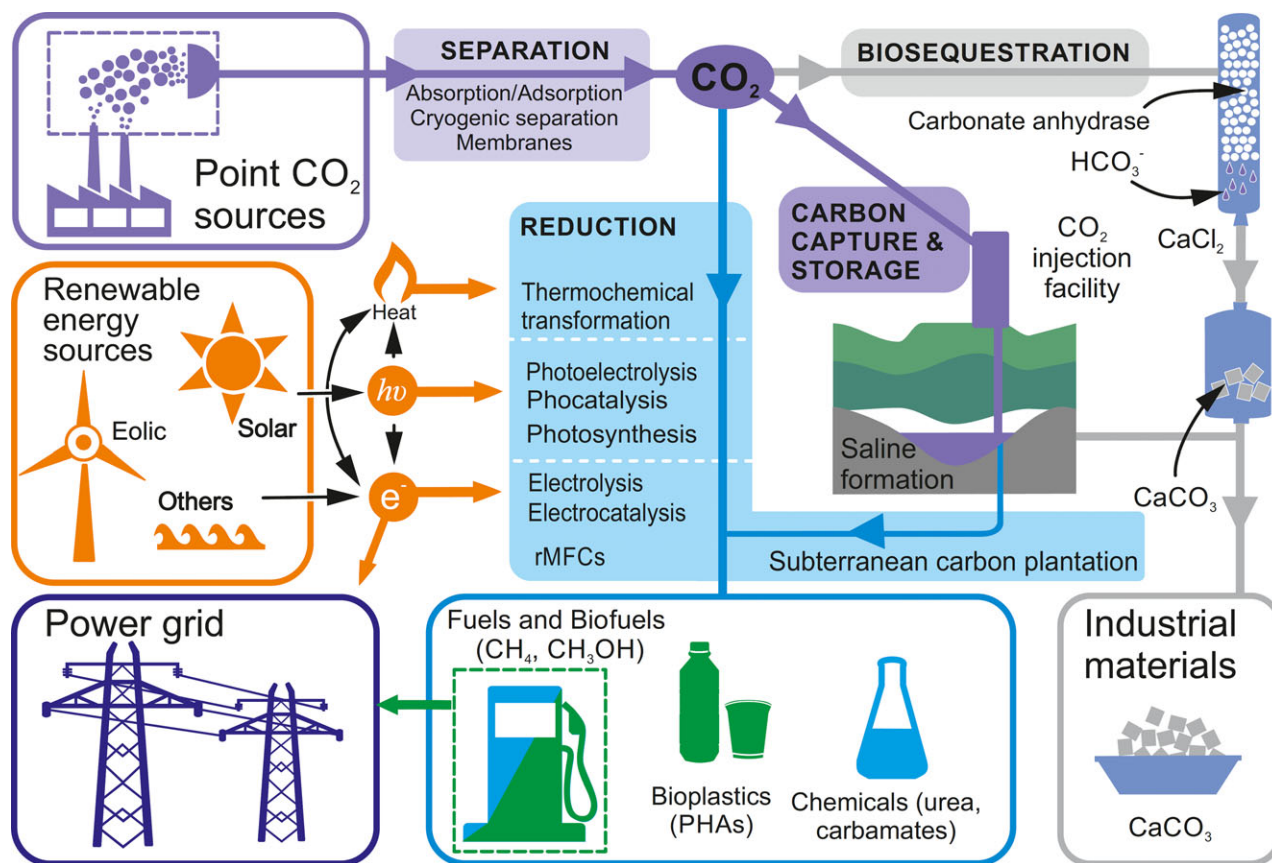 Point CO₂
sources
SEPARATION
Absorption/Adsorption
Cryogenic separation
Membranes
CO₂
BIOSEQUESTRATION
Carbonate anhydrase
HCO₃⁻
CaCl₂
CO₂
injection
facility
CARBON
CAPTURE &
STORAGE
REDUCTION
Thermochemical
transformation
Photoelectrolysis
Phocatalysis
Photosynthesis
Electrolysis
Electrocatalysis
rMFCs
Renewable
energy
sources
Solar
Eolic
Others
Heat
hυ
e⁻
Saline
formation
CaCO₃
Subterranean carbon plantation
Power grid
Fuels and Biofuels
(CH₄, CH₃OH)
Bioplastics
(PHAs)
Chemicals (urea,
carbamates)
Industrial
materials
CaCO₃